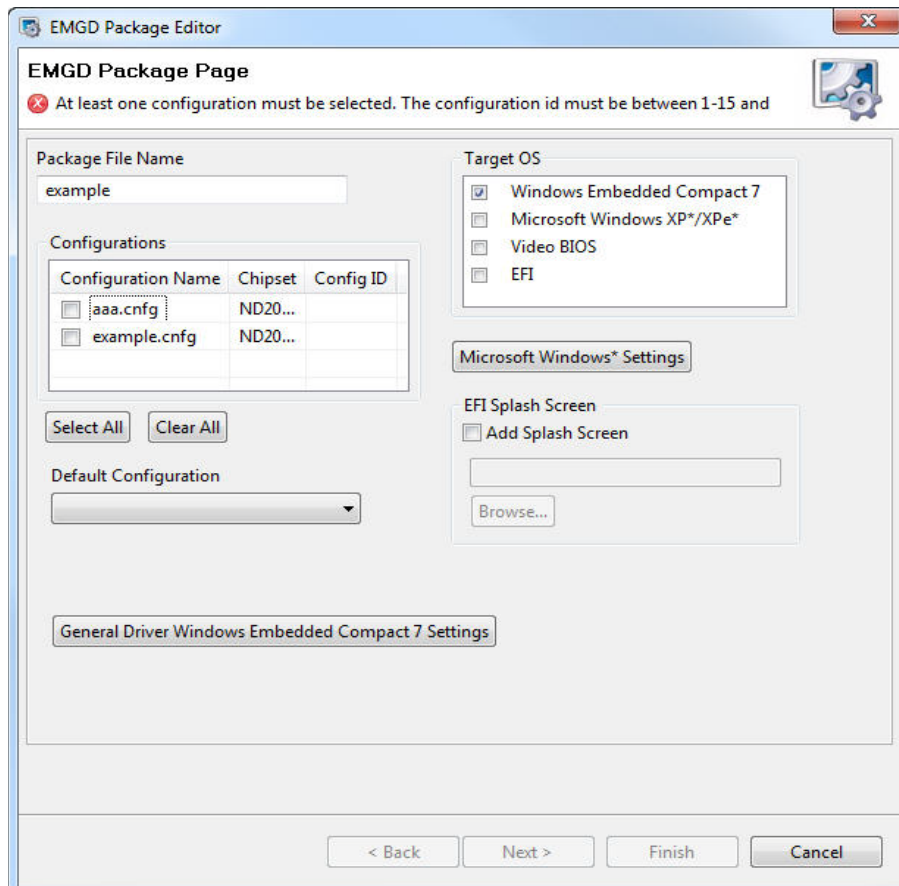 EMGD Package Editor
EMGD Package Page
At least one configuration must be selected. The configuration id must be between 1-15 and
Package File Name
example
Configurations
Configuration Name Chipset Config ID
aaa.cnfg ND20...
example.cnfg ND20...
Select All Clear All
Default Configuration
General Driver Windows Embedded Compact 7 Settings
Target OS
Windows Embedded Compact 7
Microsoft Windows XP*/XPe*
Video BIOS
EFI
Microsoft Windows* Settings
EFI Splash Screen
Add Splash Screen
Browse...
< Back Next > Finish Cancel